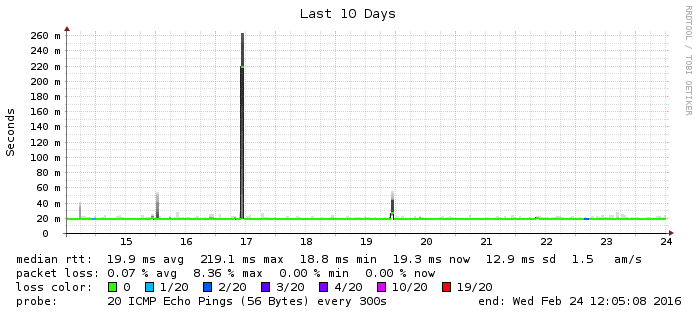 Last 10 Days
RRDTOOL / TOBI OETIKER
Seconds
260 m
240 m
220 m
200 m
180 m
160 m
140 m
120 m
100 m
80 m
60 m
40 m
20 m
0
15 16 17 18 19 20 21 22 23 24
median rtt: 19.9 ms avg 219.1 ms max 18.8 ms min 19.3 ms now 12.9 ms sd 1.5 am/s
packet loss: 0.07 % avg 8.36 % max 0.00 % min 0.00 % now
loss color: 0 1/20 2/20 3/20 4/20 10/20 19/20
probe: 20 ICMP Echo Pings (56 Bytes) every 300s end: Wed Feb 24 12:05:08 2016